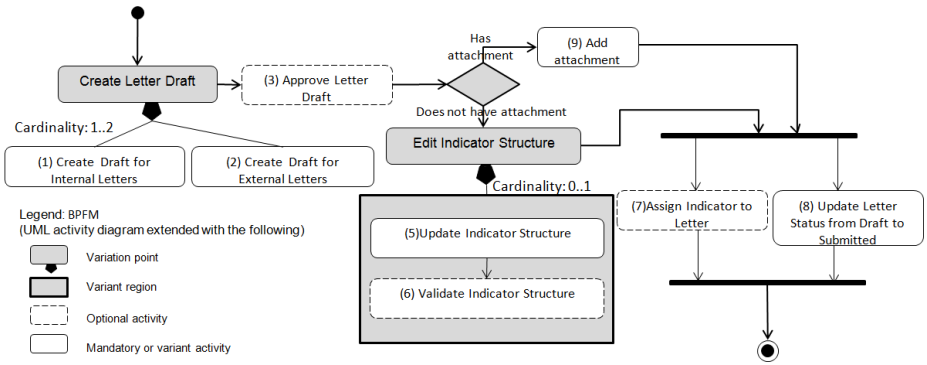 Has
attachment
(9) Add
attachment
Create Letter Draft
(3) Approve Letter
Draft
Does not have attachment
Cardinality: 1..2
Edit Indicator Structure
(1) Create Draft for
Internal Letters
(2) Create Draft for
External Letters
Cardinality: 0..1
(7)Assign Indicator to
Letter
(8) Update Letter
Status from Draft to
Submitted
Legend: BPFM
(UML activity diagram extended with the following)
(5)Update Indicator Structure
Variation point
Variant region
(6) Validate Indicator Structure
Optional activity
Mandatory or variant activity